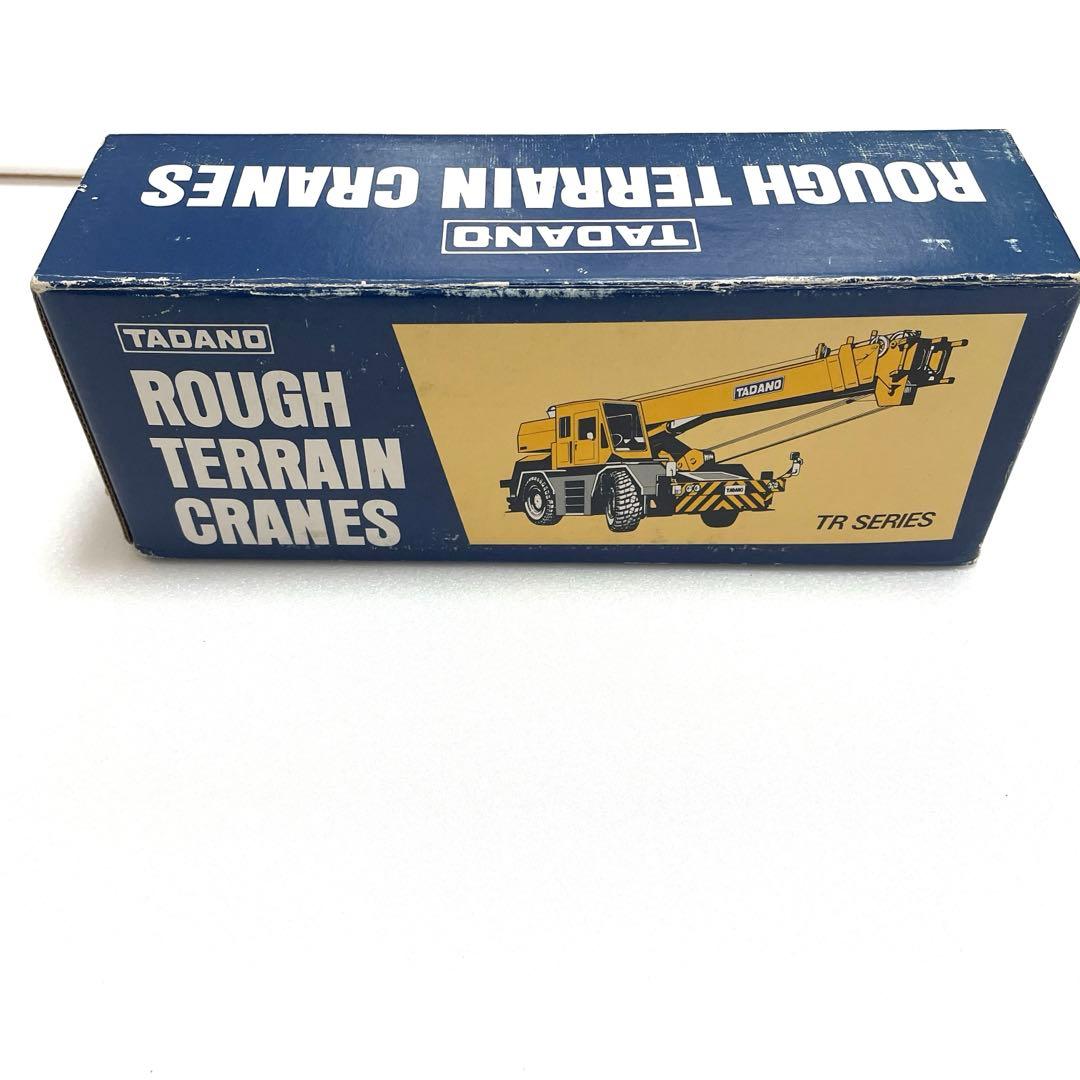 ROUGH TERRAIN CRANES
TADANO
TADANO
ROUGH
TERRAIN
CRANES
TADANO
TADANO
TR SERIES